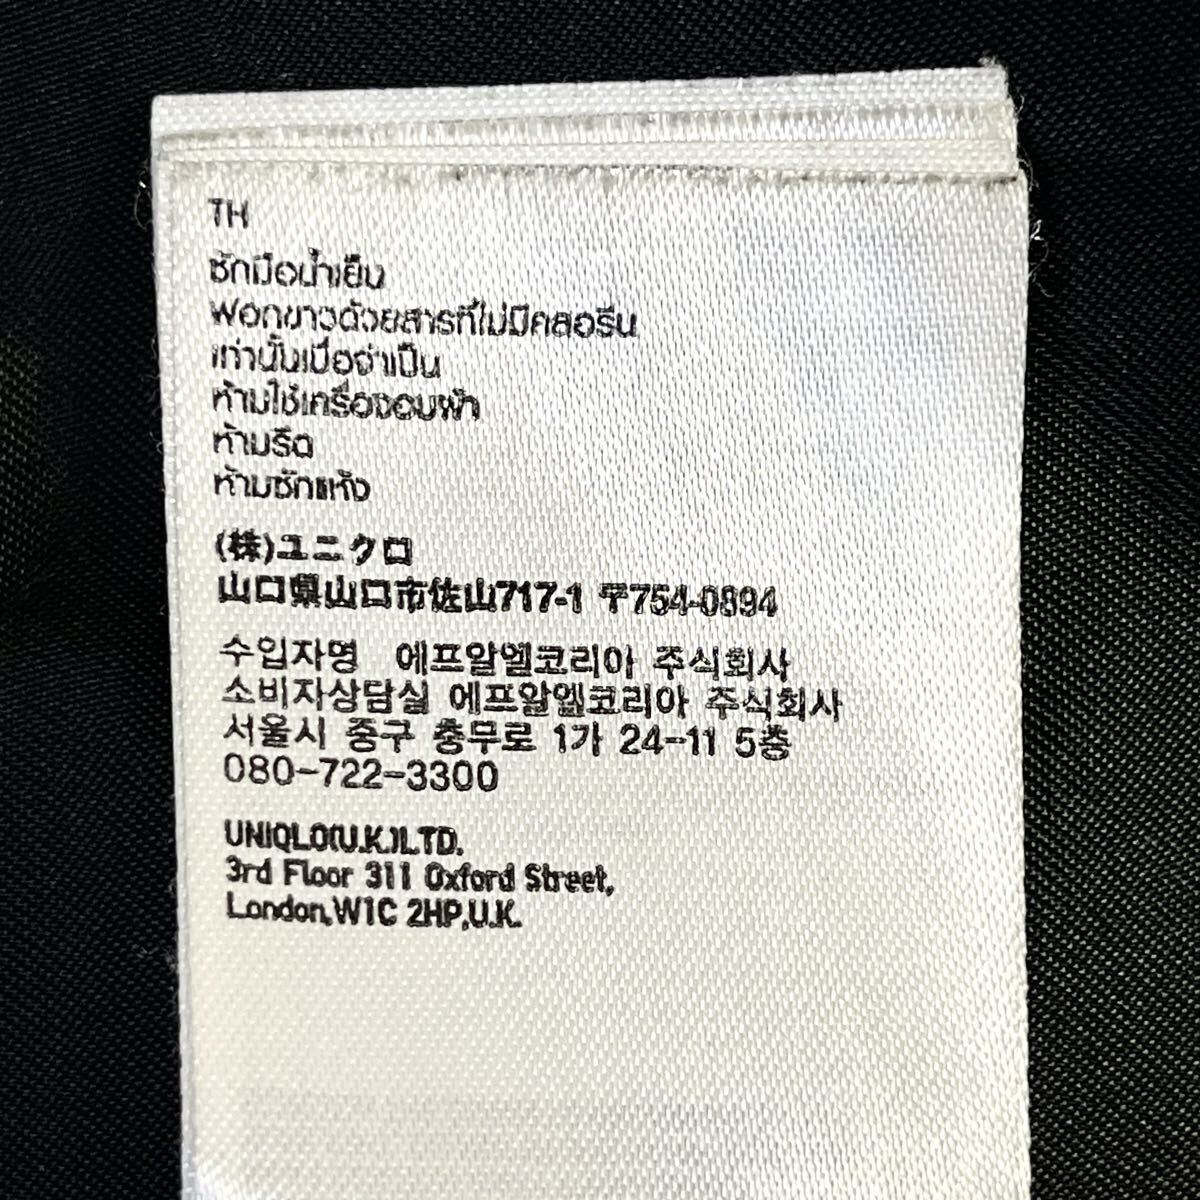 TH
ซักมือน้ำเย็น
ฟอกขาวด้วยสารที่ไม่มีคลอรีน
เท่านั้นเมื่อจำเป็น
ห้ามใช้เครื่องอบผ้า
ห้ามรีด
ห้ามซักแห้ง
(株)ユニクロ
山口県山口市佐山717-1 〒754-0894
수입자명 에프알엘코리아 주식회사
소비자상담실 에프알엘코리아 주식회사
서울시 중구 충무로 1가 24-11 5층
080-722-3300
UNIQLO(U.K.)LTD.
3rd Floor 311 Oxford Street,
London,W1C 2HP,U.K.